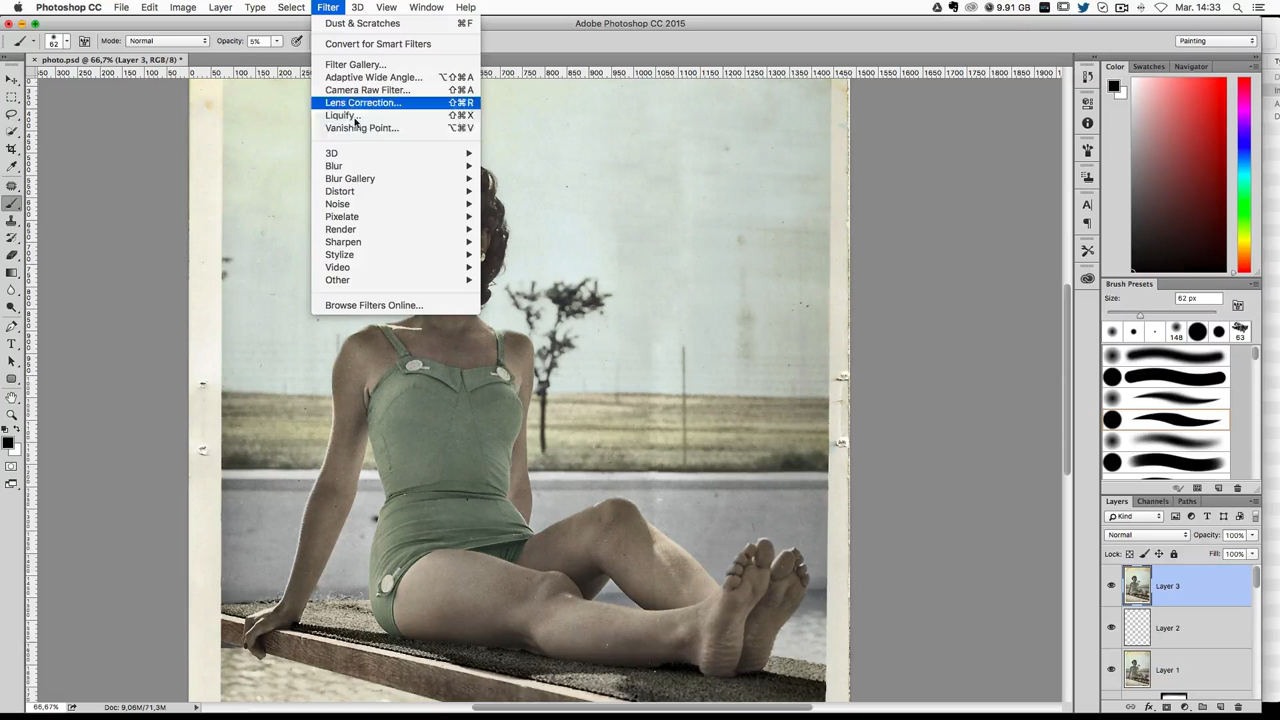 Photoshop CC File Edit Image Layer Type Select Filter 3D View Window Help 9.91 GB Mar. 14:33
Adobe Photoshop CC 2015
62 Mode: Normal Opacity: 5% Painting
× photo.psd @ 66,7% (Layer 3, RGB/8) *
Dust & Scratches ⌘F
Convert for Smart Filters
Filter Gallery...
Adaptive Wide Angle... ⌥⇧⌘A
Camera Raw Filter... ⇧⌘A
Lens Correction... ⇧⌘R
Liquify... ⇧⌘X
Vanishing Point... ⌥⌘V
3D
Blur
Blur Gallery
Distort
Noise
Pixelate
Render
Sharpen
Stylize
Video
Other
Browse Filters Online...
Color Swatches Navigator
Brush Presets
Size: 62 px
148 63
Layers Channels Paths
Kind
Normal Opacity: 100%
Lock: Fill: 100%
Layer 3
Layer 2
Layer 1
66,67% Doc: 9,06M/71,3M